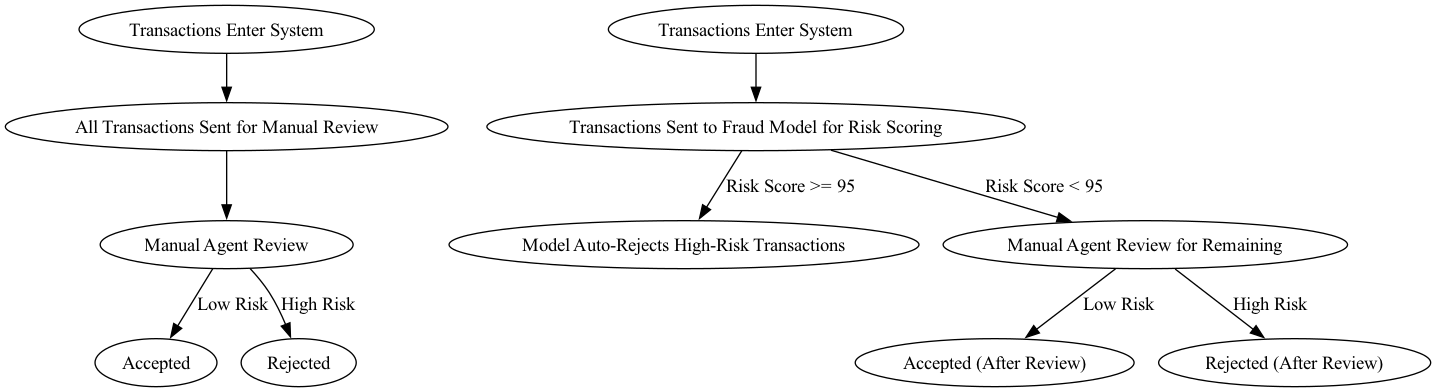 Transactions Enter System
All Transactions Sent for Manual Review
Manual Agent Review
Low Risk
High Risk
Accepted
Rejected
Transactions Enter System
Transactions Sent to Fraud Model for Risk Scoring
Risk Score >= 95
Risk Score < 95
Model Auto-Rejects High-Risk Transactions
Manual Agent Review for Remaining
Low Risk
High Risk
Accepted (After Review)
Rejected (After Review)